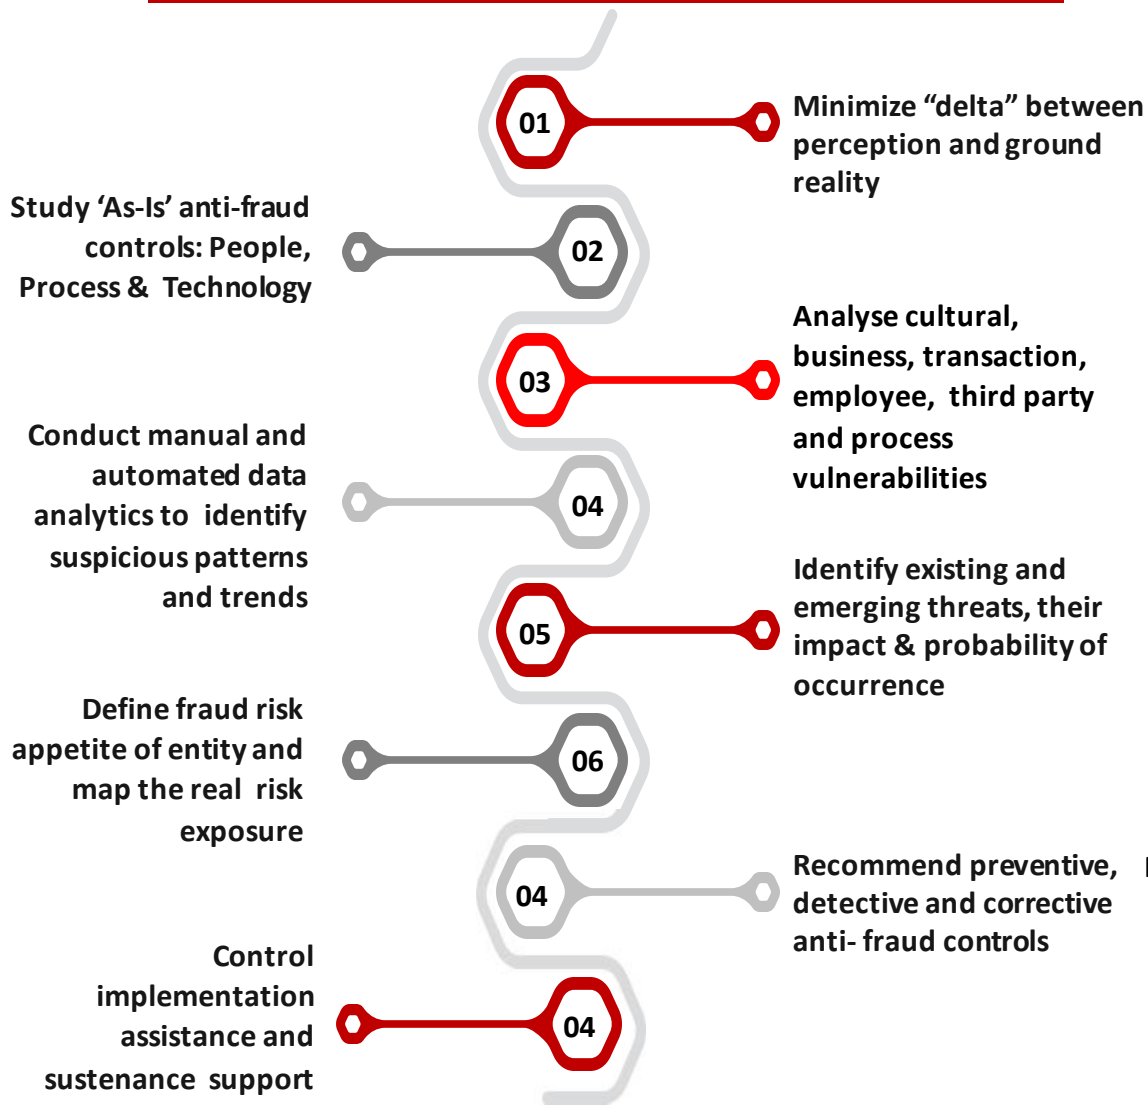 01
Minimize “delta” between
perception and ground
reality
Study ‘As-Is’ anti-fraud
controls: People,
Process & Technology
02
03
Analyse cultural,
business, transaction,
employee, third party
and process
vulnerabilities
Conduct manual and
automated data
analytics to identify
suspicious patterns
and trends
04
05
Identify existing and
emerging threats, their
impact & probability of
occurrence
Define fraud risk
appetite of entity and
map the real risk
exposure
06
04
Recommend preventive,
detective and corrective
anti- fraud controls
Control
implementation
assistance and
sustenance support
04